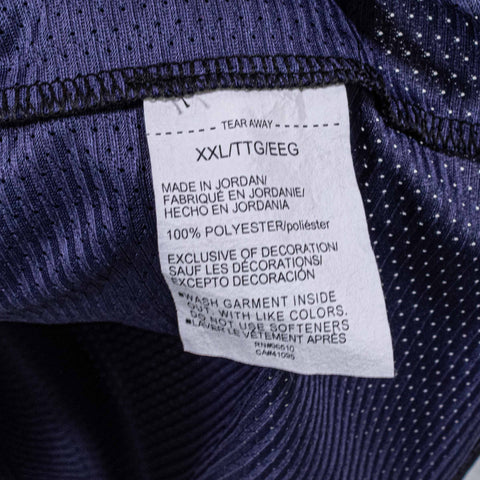 TEAR AWAY
XXL/TTG/EEG
MADE IN JORDAN/
FABRIQUÉ EN JORDANIE/
HECHO EN JORDANIA
100% POLYESTER/poliéster
EXCLUSIVE OF DECORATION/
SAUF LES DÉCORATIONS/
EXCEPTO DECORACIÓN
*WASH GARMENT INSIDE
OUT, WITH LIKE COLORS.
DO NOT USE SOFTENERS
*LAVER LE VÊTEMENT APRÈS
RN#96510
CA#41095